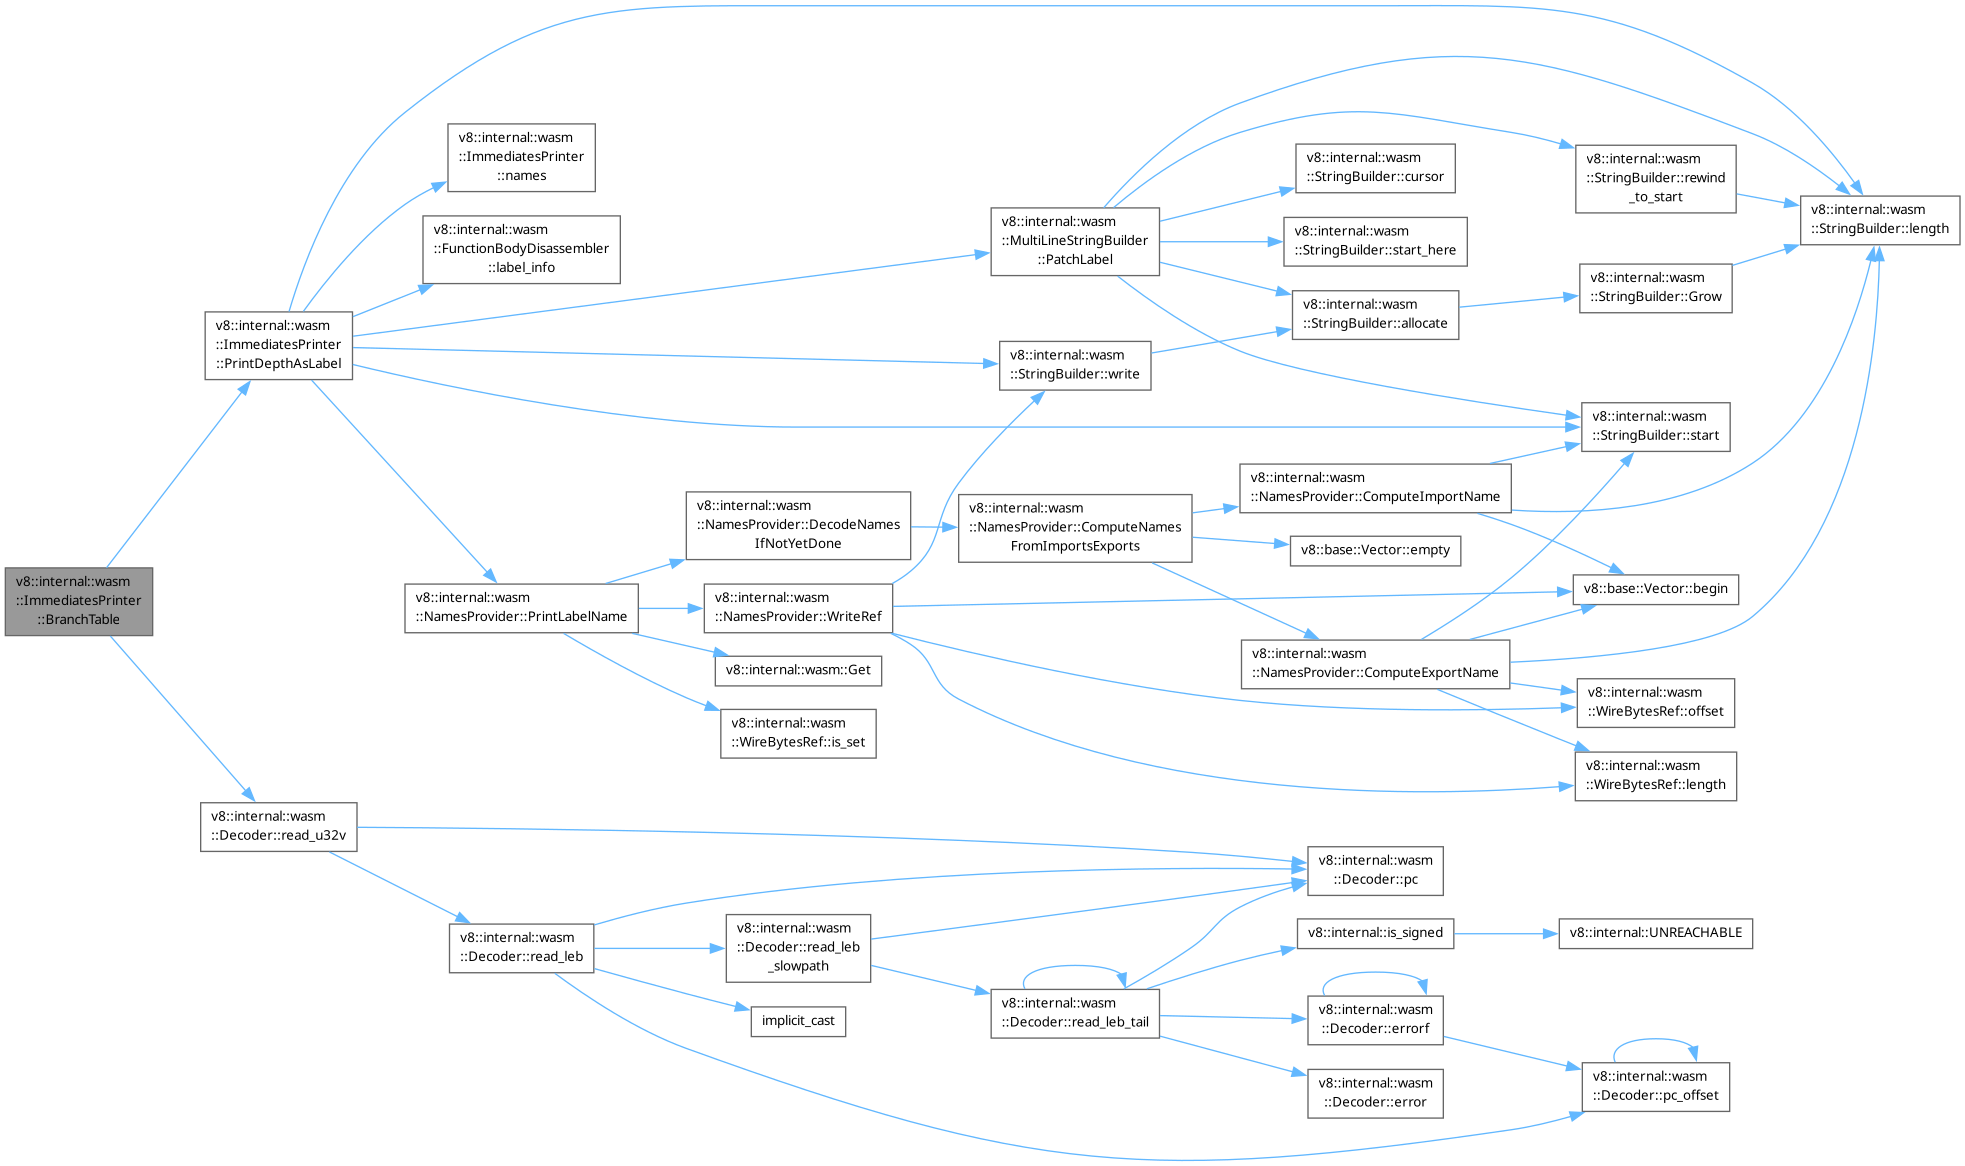 v8::internal::wasm
::ImmediatesPrinter
::BranchTable
v8::internal::wasm
::ImmediatesPrinter
::PrintDepthAsLabel
v8::internal::wasm
::ImmediatesPrinter
::names
v8::internal::wasm
::FunctionBodyDisassembler
::label_info
v8::internal::wasm
::NamesProvider::PrintLabelName
v8::internal::wasm
::NamesProvider::DecodeNames
IfNotYetDone
v8::internal::wasm
::NamesProvider::WriteRef
v8::internal::wasm::Get
v8::internal::wasm
::WireBytesRef::is_set
v8::internal::wasm
::MultiLineStringBuilder
::PatchLabel
v8::internal::wasm
::StringBuilder::write
v8::internal::wasm
::NamesProvider::ComputeNames
FromImportsExports
v8::internal::wasm
::StringBuilder::cursor
v8::internal::wasm
::StringBuilder::start_here
v8::internal::wasm
::StringBuilder::allocate
v8::internal::wasm
::NamesProvider::ComputeImportName
v8::base::Vector::empty
v8::internal::wasm
::NamesProvider::ComputeExportName
v8::internal::wasm
::StringBuilder::rewind
_to_start
v8::internal::wasm
::StringBuilder::Grow
v8::internal::wasm
::StringBuilder::length
v8::internal::wasm
::StringBuilder::start
v8::base::Vector::begin
v8::internal::wasm
::WireBytesRef::offset
v8::internal::wasm
::WireBytesRef::length
v8::internal::wasm
::Decoder::read_u32v
v8::internal::wasm
::Decoder::read_leb
v8::internal::wasm
::Decoder::read_leb
_slowpath
implicit_cast
v8::internal::wasm
::Decoder::read_leb_tail
v8::internal::wasm
::Decoder::pc
v8::internal::is_signed
v8::internal::UNREACHABLE
v8::internal::wasm
::Decoder::errorf
v8::internal::wasm
::Decoder::error
v8::internal::wasm
::Decoder::pc_offset